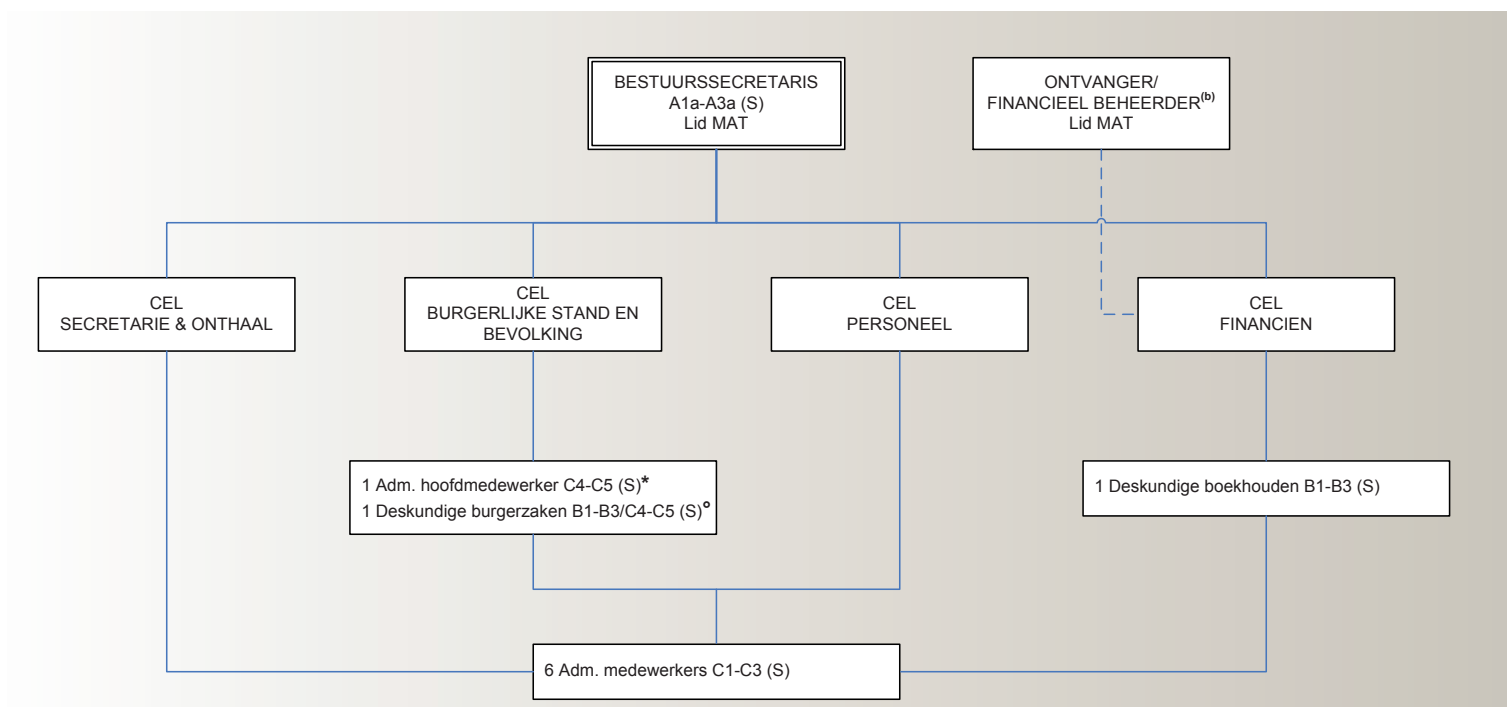 BESTUURSSECRETARIS
A1a-A3a (S)
Lid MAT
ONTVANGER/
FINANCIEEL BEHEERDER(b)
Lid MAT
CEL
SECRETARIE & ONTHAAL
CEL
BURGERLIJKE STAND EN
BEVOLKING
CEL
PERSONEEL
CEL
FINANCIEN
1 Adm. hoofdmedewerker C4-C5 (S)*
1 Deskundige burgerzaken B1-B3/C4-C5 (S)°
1 Deskundige boekhouden B1-B3 (S)
6 Adm. medewerkers C1-C3 (S)